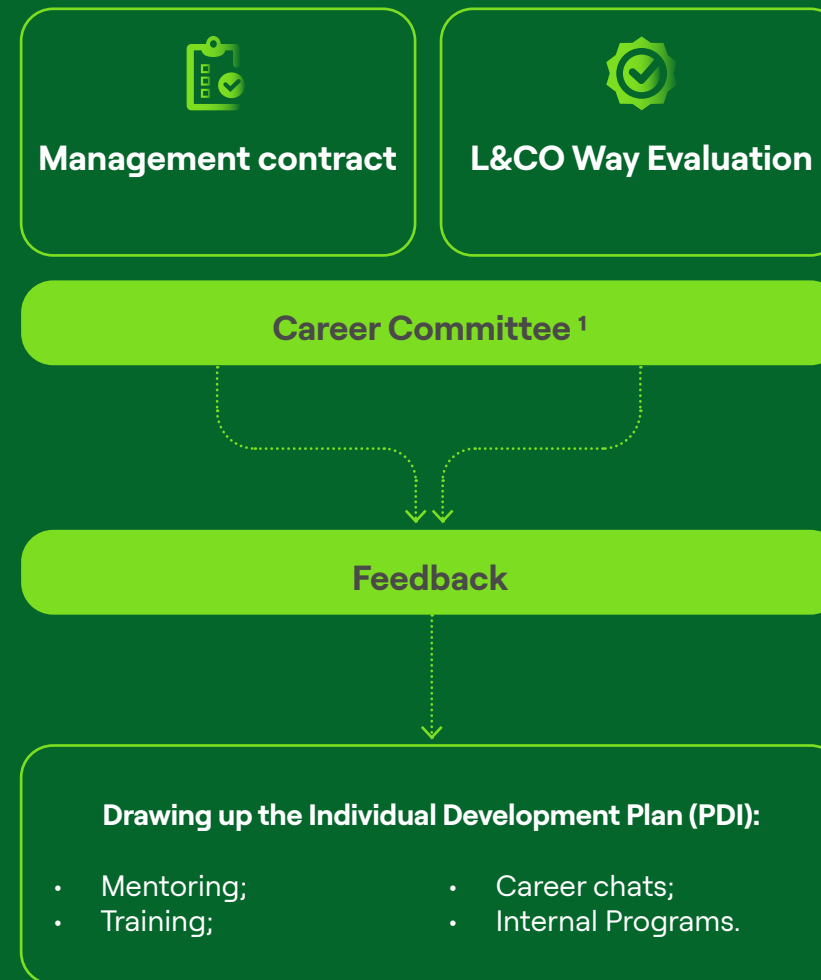 Management contract
L&CO Way Evaluation
Career Committee ¹
Feedback
Drawing up the Individual Development Plan (PDI):
• Mentoring;
• Training;
• Career chats;
• Internal Programs.